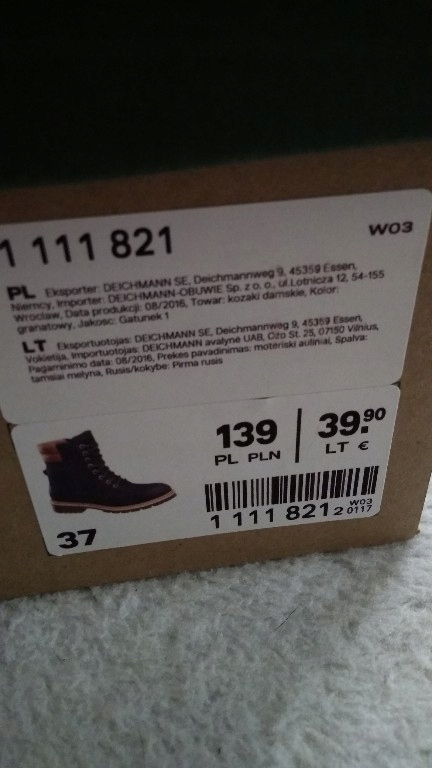 1 111 821
W03
PL Eksporter: DEICHMANN SE, Deichmannweg 9, 45359 Essen,
Niemcy, Importer: DEICHMANN-OBUWIE Sp. z o. o., ul.Lotnicza 12, 54-155
Wrocław, Data produkcji: 08/2016, Towar: kozaki damskie, Kolor:
granatowy, Jakosc: Gatunek 1
LT Eksportuotojas: DEICHMANN SE, Deichmannweg 9, 45359 Essen,
Vokietija, Importuotojas: DEICHMANN avalyne UAB, Ozo St. 25, 07150 Vilnius,
Pagaminimo data: 08/2016, Prekes pavadinimas: moteriski auliniai, Spalva:
tamsiai melyna, Rusis/kokybe: Pirma rusis
139
PL PLN
39.90
LT €
37
W03
1 111 821 2 0117